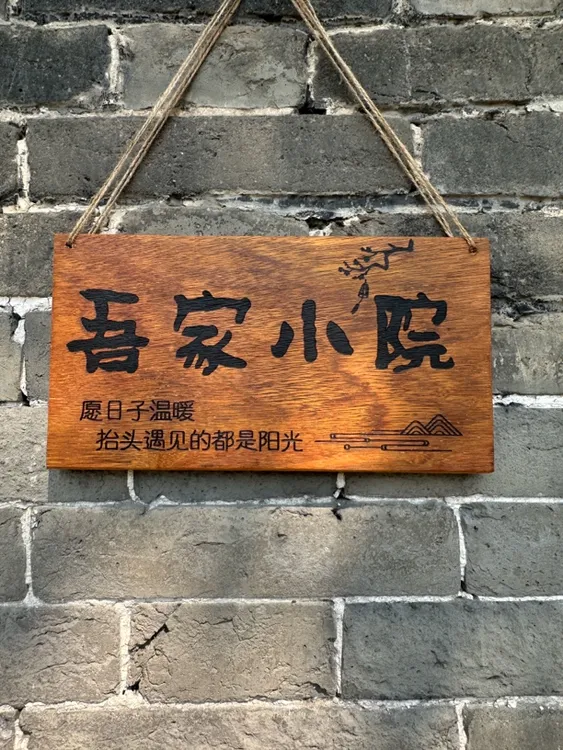 吾家小院
愿日子温暖
抬头遇见的都是阳光